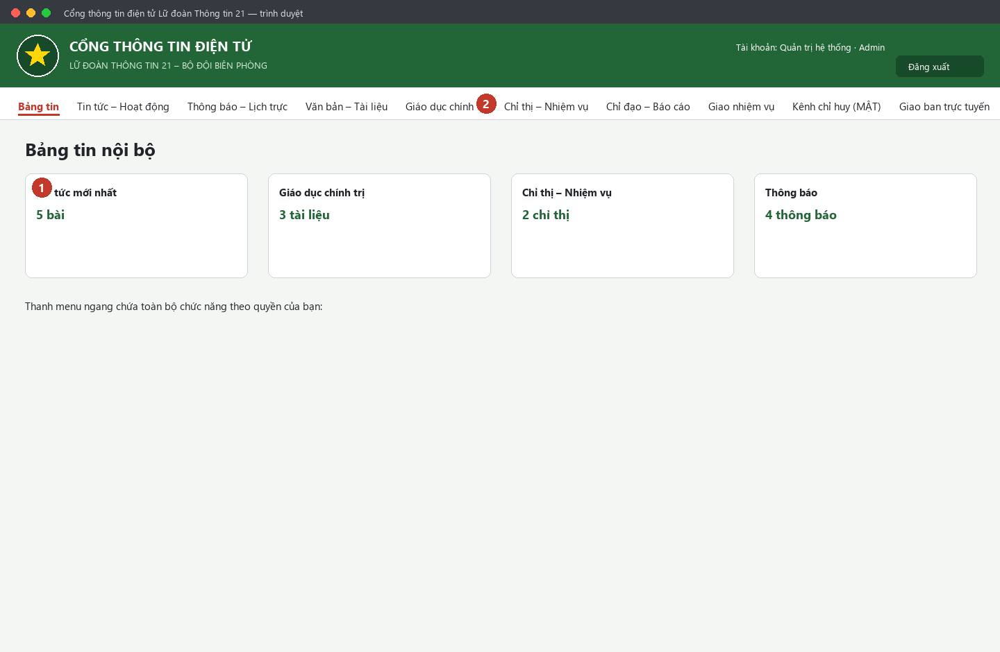 Cổng thông tin điện tử Lữ đoàn Thông tin 21 — trình duyệt
CỔNG THÔNG TIN ĐIỆN TỬ
LỮ ĐOÀN THÔNG TIN 21 – BỘ ĐỘI BIÊN PHÒNG
Tài khoản: Quản trị hệ thống · Admin
Đăng xuất
Bảng tin Tin tức – Hoạt động Thông báo – Lịch trực Văn bản – Tài liệu Giáo dục chính 2 Chỉ thị – Nhiệm vụ Chỉ đạo – Báo cáo Giao nhiệm vụ Kênh chỉ huy (MẬT) Giao ban trực tuyến
Bảng tin nội bộ
1 tức mới nhất
5 bài
Giáo dục chính trị
3 tài liệu
Chỉ thị – Nhiệm vụ
2 chỉ thị
Thông báo
4 thông báo
Thanh menu ngang chứa toàn bộ chức năng theo quyền của bạn: